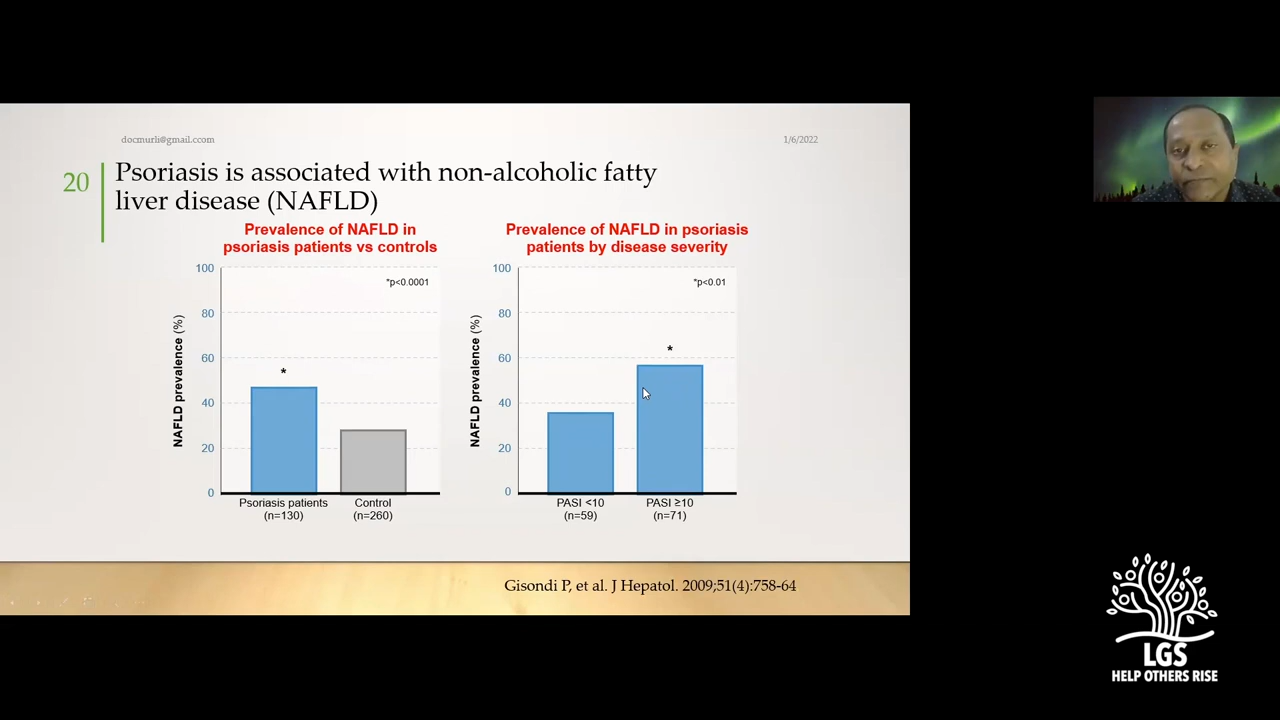 docmurli@gmail.ccom
1/6/2022
20
Psoriasis is associated with non-alcoholic fatty
liver disease (NAFLD)
Prevalence of NAFLD in
psoriasis patients vs controls
100
80
60
40
20
0
NAFLD prevalence (%)
*p<0.0001
*
Psoriasis patients
(n=130)
Control
(n=260)
Prevalence of NAFLD in psoriasis
patients by disease severity
100
80
60
40
20
0
NAFLD prevalence (%)
*p<0.01
*
PASI <10
(n=59)
PASI ≥10
(n=71)
Gisondi P, et al. J Hepatol. 2009;51(4):758-64
LGS
HELP OTHERS RISE